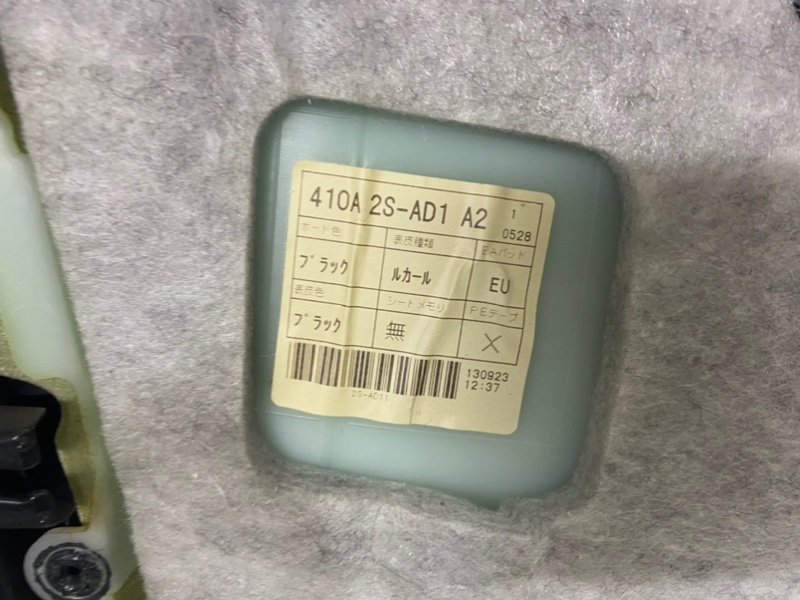 410A 2S-AD1 A2
1
0528
ボード色 表皮種類 EAパッド
ブラック ルカール EU
表皮色 シートメモリ PEテープ
ブラック 無 ×
130923
12:37
2S-AD11